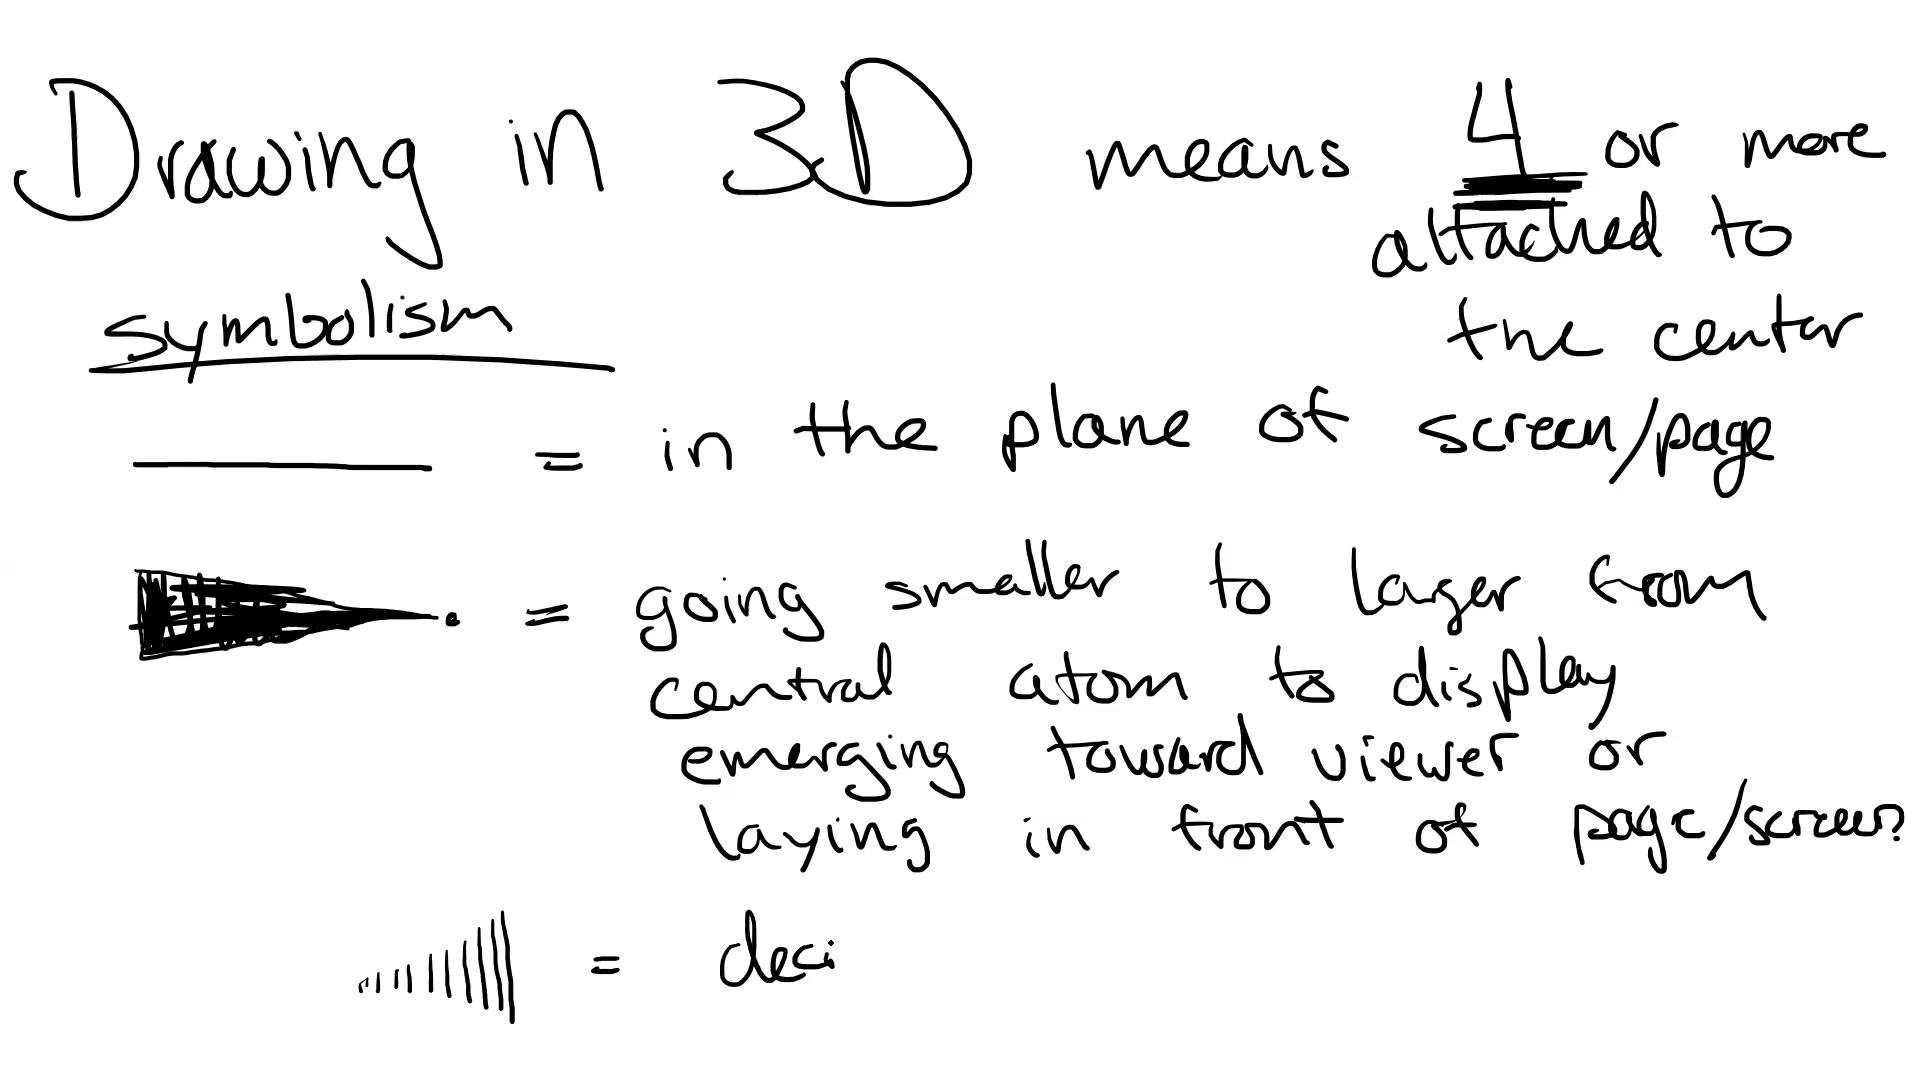 Drawing in 3D means 4 or more
attached to
symbolism
the center
= in the plane of screen/page
= going smaller to larger from
central atom to display
emerging toward viewer or
laying in front of page/screen?
= deci